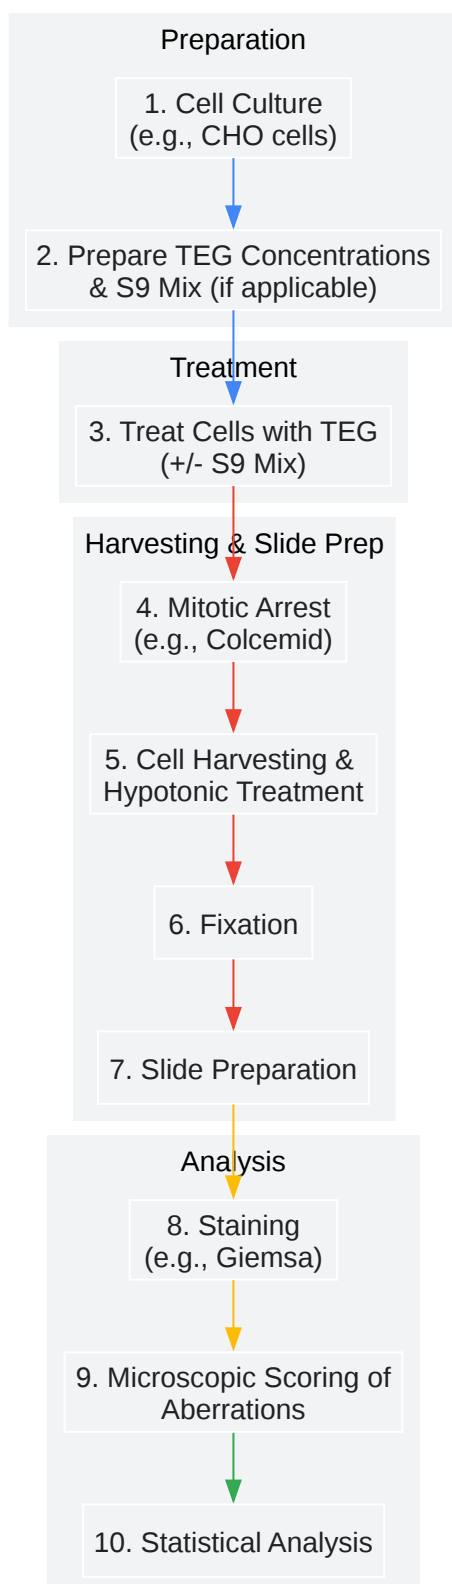 Preparation
1. Cell Culture
(e.g., CHO cells)
2. Prepare TEG Concentrations
& S9 Mix (if applicable)
Treatment
3. Treat Cells with TEG
(+/- S9 Mix)
Harvesting & Slide Prep
4. Mitotic Arrest
(e.g., Colcemid)
5. Cell Harvesting &
Hypotonic Treatment
6. Fixation
7. Slide Preparation
Analysis
8. Staining
(e.g., Giemsa)
9. Microscopic Scoring of
Aberrations
10. Statistical Analysis